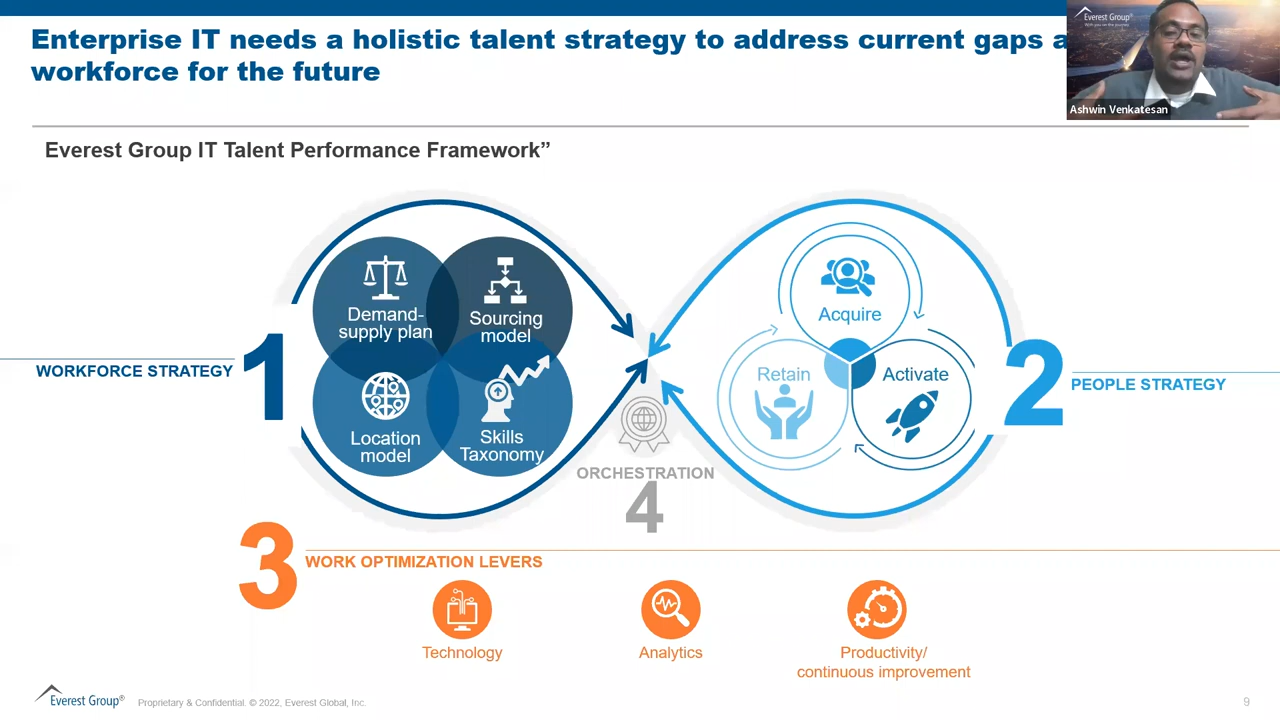 Enterprise IT needs a holistic talent strategy to address current gaps a
workforce for the future
Everest Group®
Ashwin Venkatesan
Everest Group IT Talent Performance Framework”
Demand-
supply plan
Sourcing
model
Location
model
Skills
Taxonomy
1
WORKFORCE STRATEGY
Acquire
Retain
Activate
2
PEOPLE STRATEGY
ORCHESTRATION
4
3
WORK OPTIMIZATION LEVERS
Technology
Analytics
Productivity/
continuous improvement
Everest Group®
Proprietary & Confidential. © 2022, Everest Global, Inc.
9